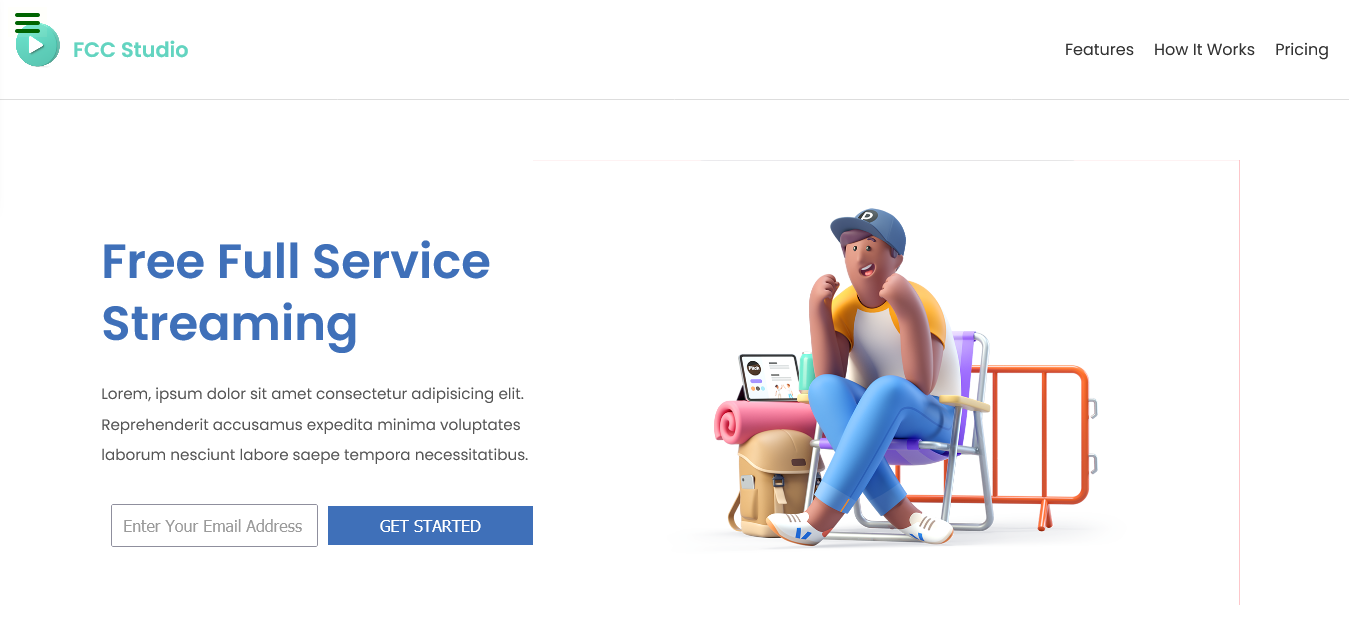 FCC Studio
Features How It Works Pricing
Free Full Service
Streaming
Lorem, ipsum dolor sit amet consectetur adipisicing elit.
Reprehenderit accusamus expedita minima voluptates
laborum nesciunt labore saepe tempora necessitatibus.
Enter Your Email Address
GET STARTED
P